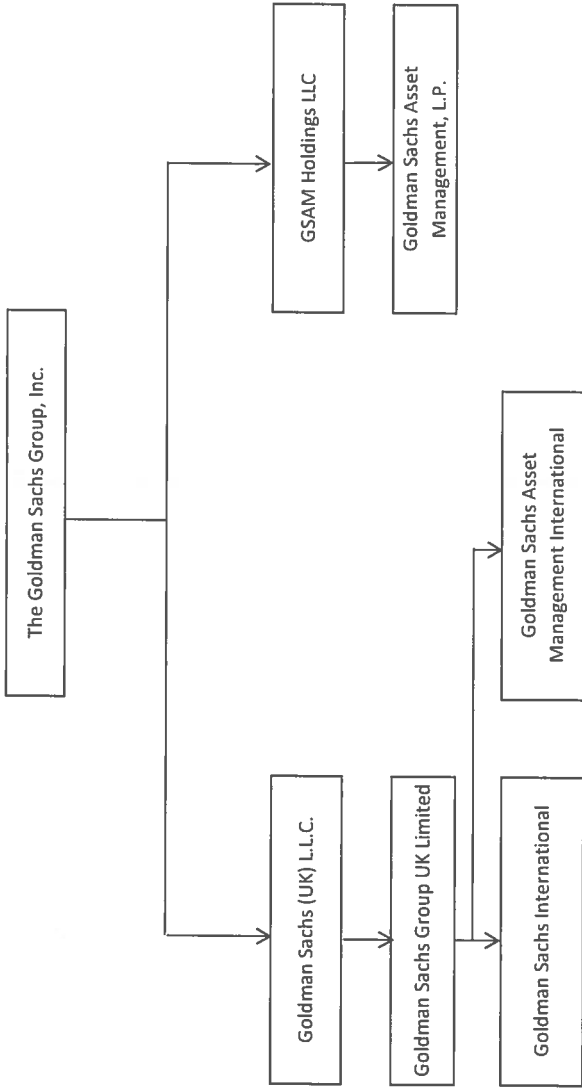 The Goldman Sachs Group, Inc.
Goldman Sachs (UK) L.L.C.
GSAM Holdings LLC
Goldman Sachs Group UK Limited
Goldman Sachs Asset
Management, L.P.
Goldman Sachs International
Goldman Sachs Asset
Management International